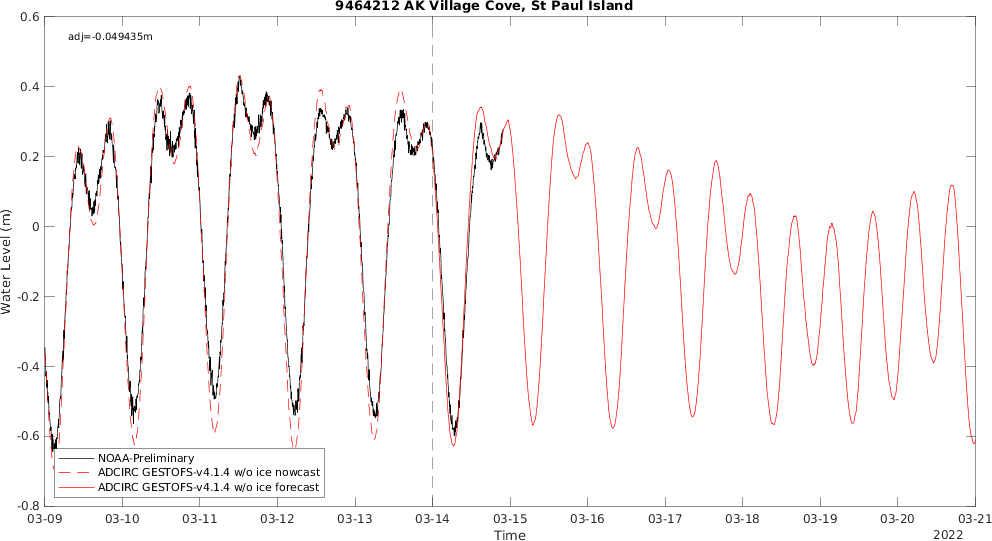 9464212 AK Village Cove, St Paul Island
adj=-0.049435m
0.6
0.4
0.2
0
-0.2
-0.4
-0.6
-0.8
Water Level (m)
NOAA-Preliminary
ADCIRC GESTOFS-v4.1.4 w/o ice nowcast
ADCIRC GESTOFS-v4.1.4 w/o ice forecast
03-09 03-10 03-11 03-12 03-13 03-14 03-15 03-16 03-17 03-18 03-19 03-20 03-21
Time
2022